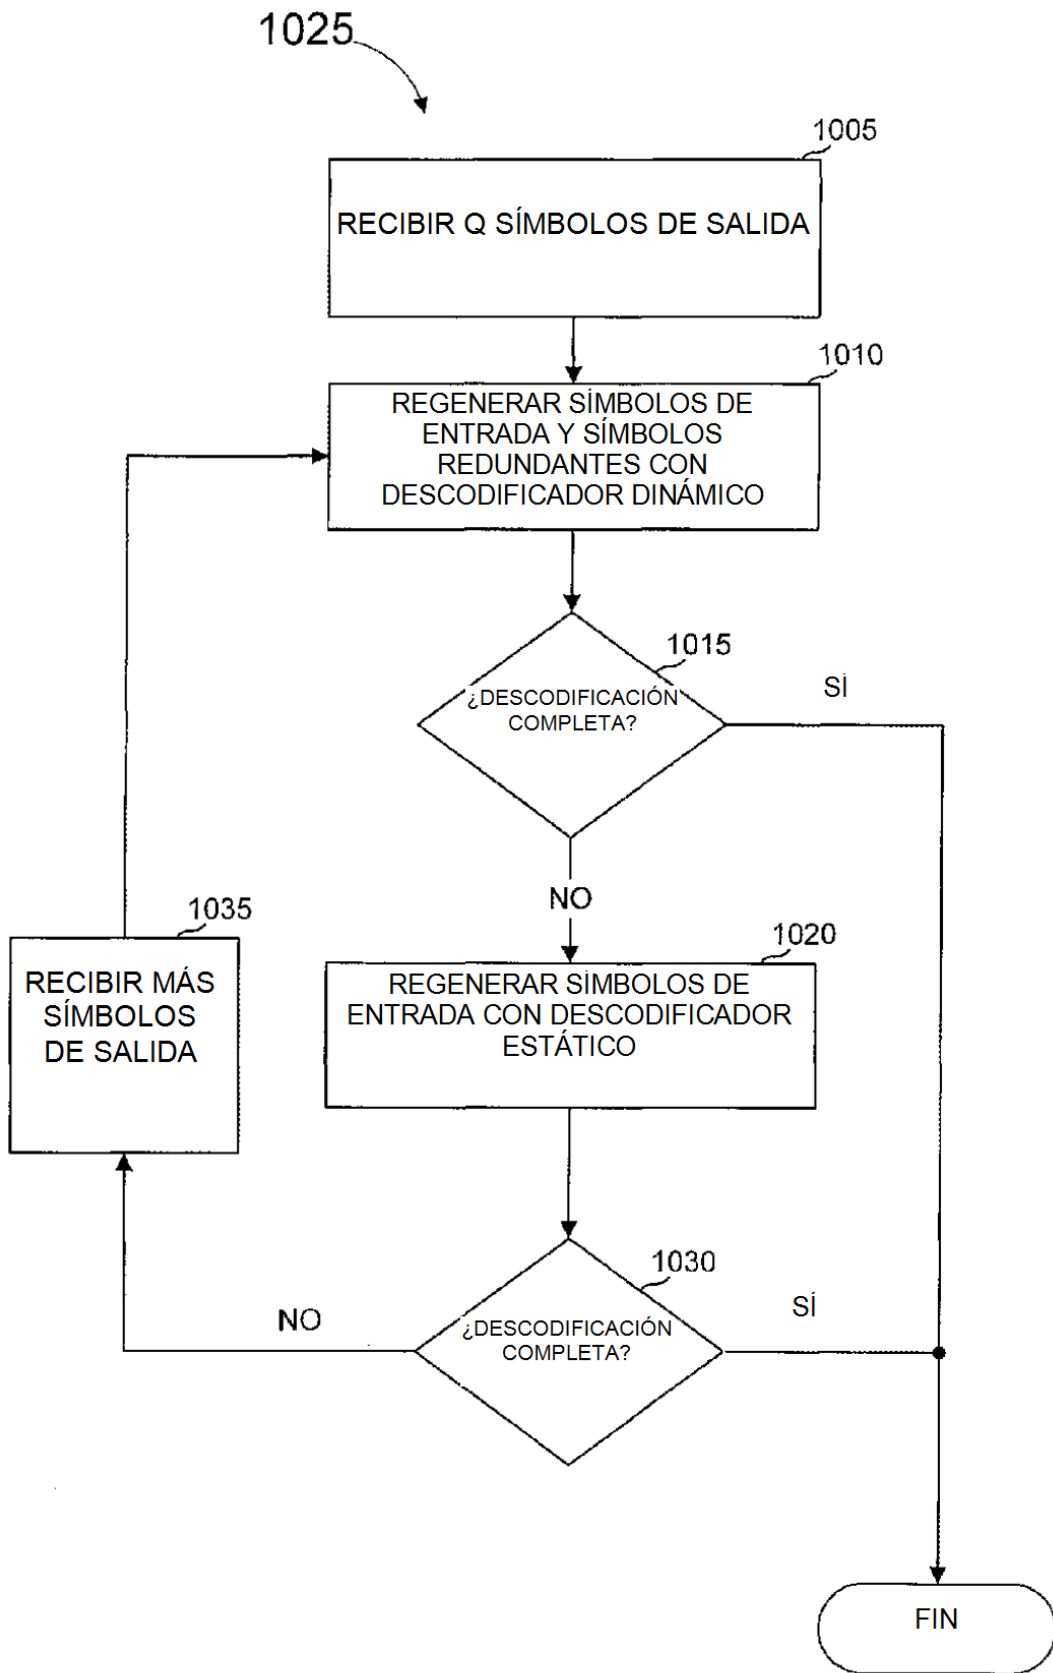 1025
1005
RECIBIR Q SÍMBOLOS DE SALIDA
1010
REGENERAR SÍMBOLOS DE
ENTRADA Y SÍMBOLOS
REDUNDANTES CON
DESCODIFICADOR DINÁMICO
1015
¿DESCODIFICACIÓN
COMPLETA?
SÍ
NO
1035
RECIBIR MÁS
SÍMBOLOS
DE SALIDA
1020
REGENERAR SÍMBOLOS DE
ENTRADA CON DESCODIFICADOR
ESTÁTICO
1030
¿DESCODIFICACIÓN
COMPLETA?
NO
SÍ
FIN